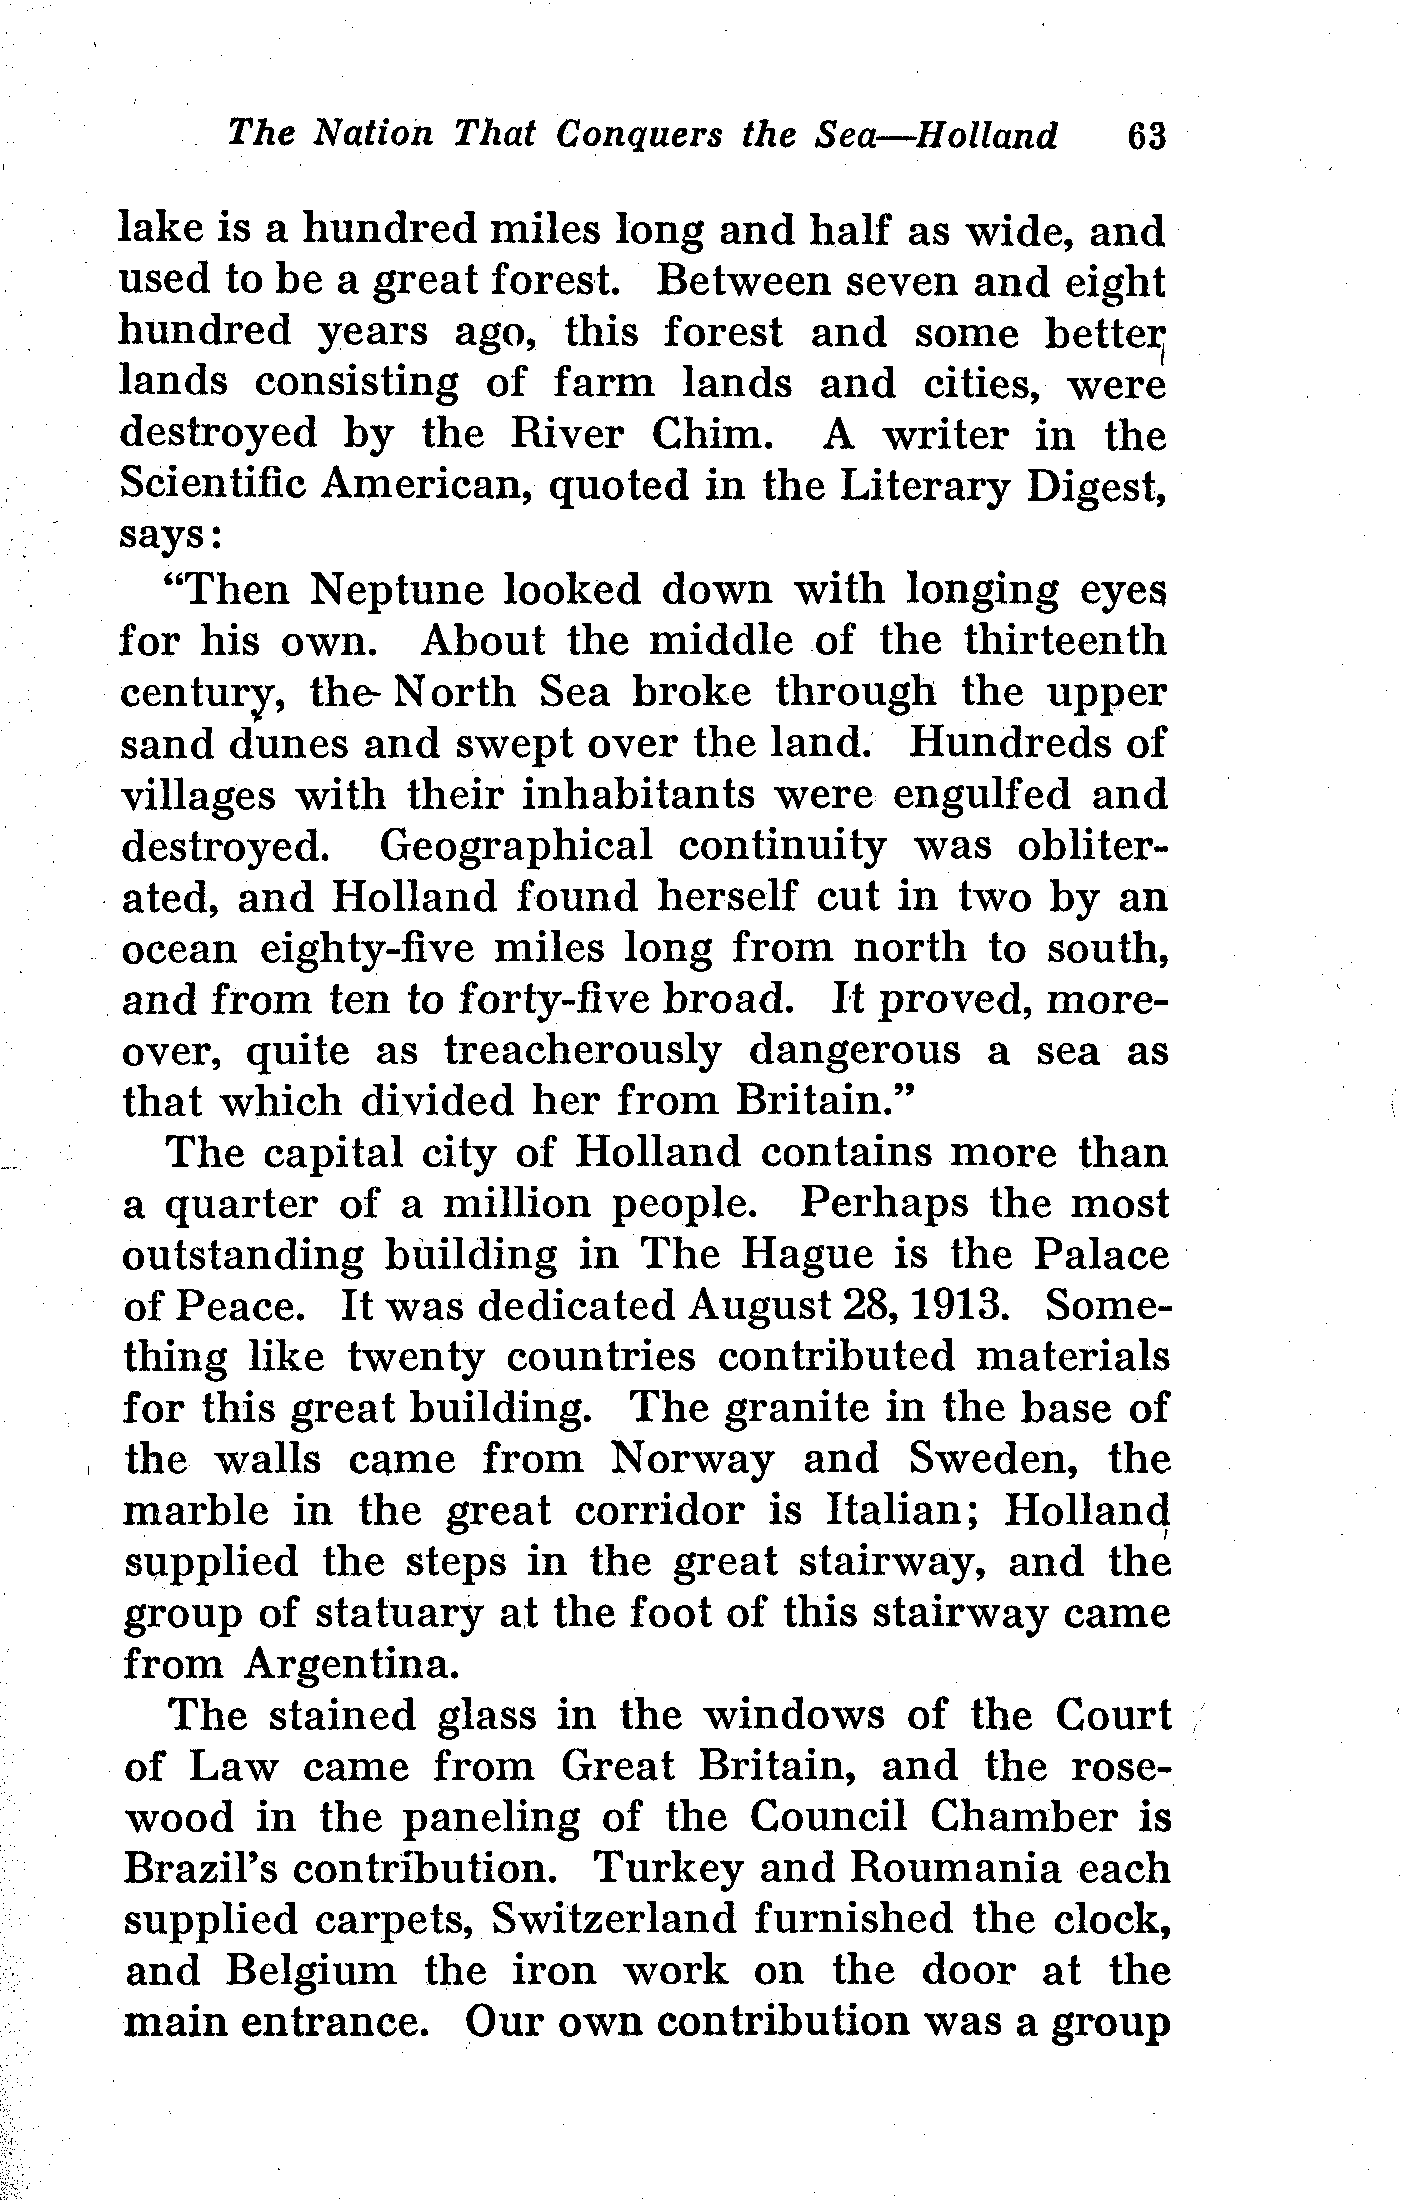 The Nation That Conquers the Sea—Holland 63
lake is a hundred miles long and half as wide, and
used to be a great forest. Between seven and eight
hundred years ago, this forest and some better
lands consisting of farm lands and cities, were
destroyed by the River Chim. A writer in the
Scientific American, quoted in the Literary Digest,
says:
"Then Neptune looked down with longing eyes
for his own. About the middle of the thirteenth
century, the North Sea broke through the upper
sand dunes and swept over the land. Hundreds of
villages with their inhabitants were engulfed and
destroyed. Geographical continuity was obliter-
ated, and Holland found herself cut in two by an
ocean eighty-five miles long from north to south,
and from ten to forty-five broad. It proved, more-
over, quite as treacherously dangerous a sea as
that which divided her from Britain."
The capital city of Holland contains more than
a quarter of a million people. Perhaps the most
outstanding building in The Hague is the Palace
of Peace. It was dedicated August 28, 1913. Some-
thing like twenty countries contributed materials
for this great building. The granite in the base of
the walls came from Norway and Sweden, the
marble in the great corridor is Italian; Holland
supplied the steps in the great stairway, and the
group of statuary at the foot of this stairway came
from Argentina.
The stained glass in the windows of the Court
of Law came from Great Britain, and the rose-
wood in the paneling of the Council Chamber is
Brazil's contribution. Turkey and Roumania each
supplied carpets, Switzerland furnished the clock,
and Belgium the iron work on the door at the
main entrance. Our own contribution was a group